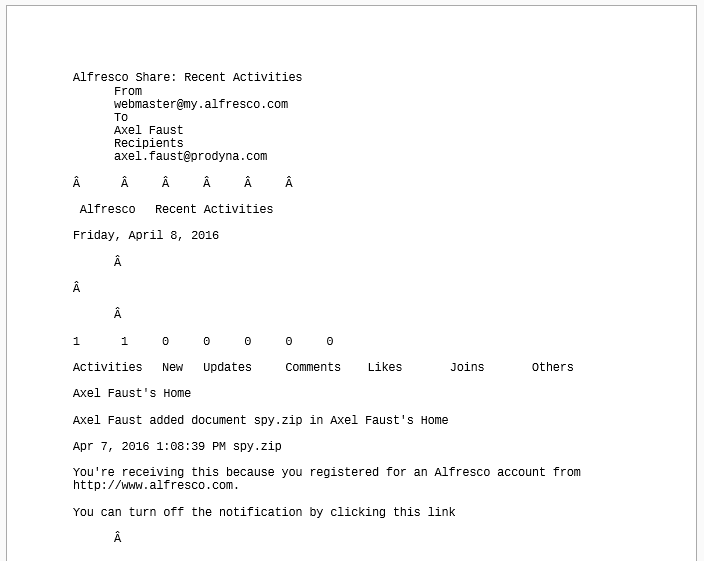 Alfresco Share: Recent Activities
From
webmaster@my.alfresco.com
To
Axel Faust
Recipients
axel.faust@prodyna.com
Â Â Â Â Â Â
Alfresco Recent Activities
Friday, April 8, 2016
Â
Â
Â
1 1 0 0 0 0 0
Activities New Updates Comments Likes Joins Others
Axel Faust's Home
Axel Faust added document spy.zip in Axel Faust's Home
Apr 7, 2016 1:08:39 PM spy.zip
You're receiving this because you registered for an Alfresco account from
http://www.alfresco.com.
You can turn off the notification by clicking this link
Â